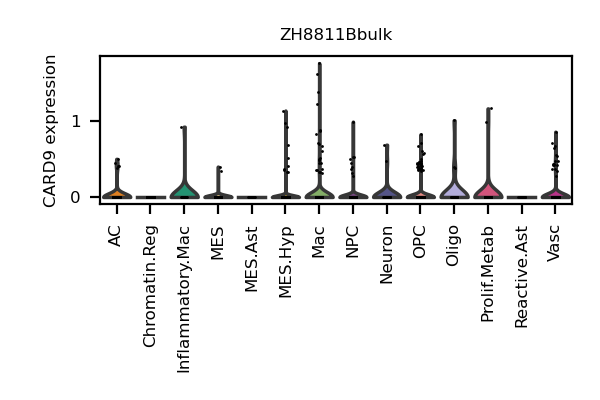 ZH8811Bbulk
CARD9 expression
1
0
AC
Chromatin.Reg
Inflammatory.Mac
MES
MES.Ast
MES.Hyp
Mac
NPC
Neuron
OPC
Oligo
Prolif.Metab
Reactive.Ast
Vasc